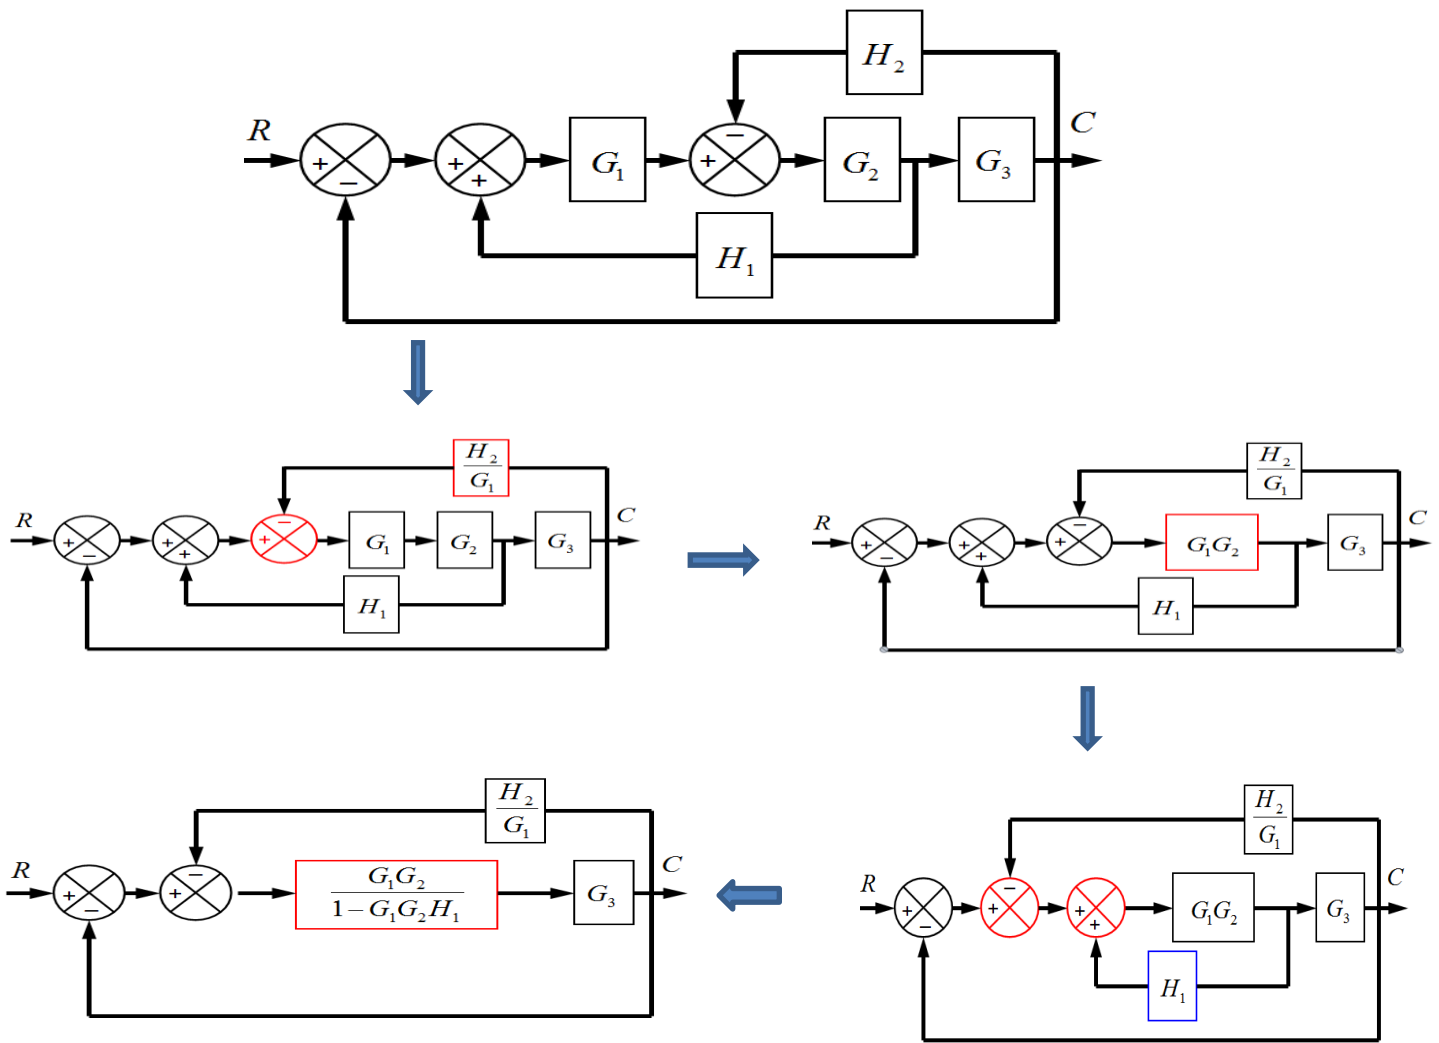 H₂
R + − + + G₁ + − G₂ G₃ C
H₁
H₂/G₁
R + − + + + − G₁ G₂ G₃ C
H₁
H₂/G₁
R + − + + + − G₁G₂ G₃ C
H₁
H₂/G₁
R + − + − + + G₁G₂ G₃ C
H₁
H₂/G₁
R + − + − G₁G₂/1−G₁G₂H₁ G₃ C